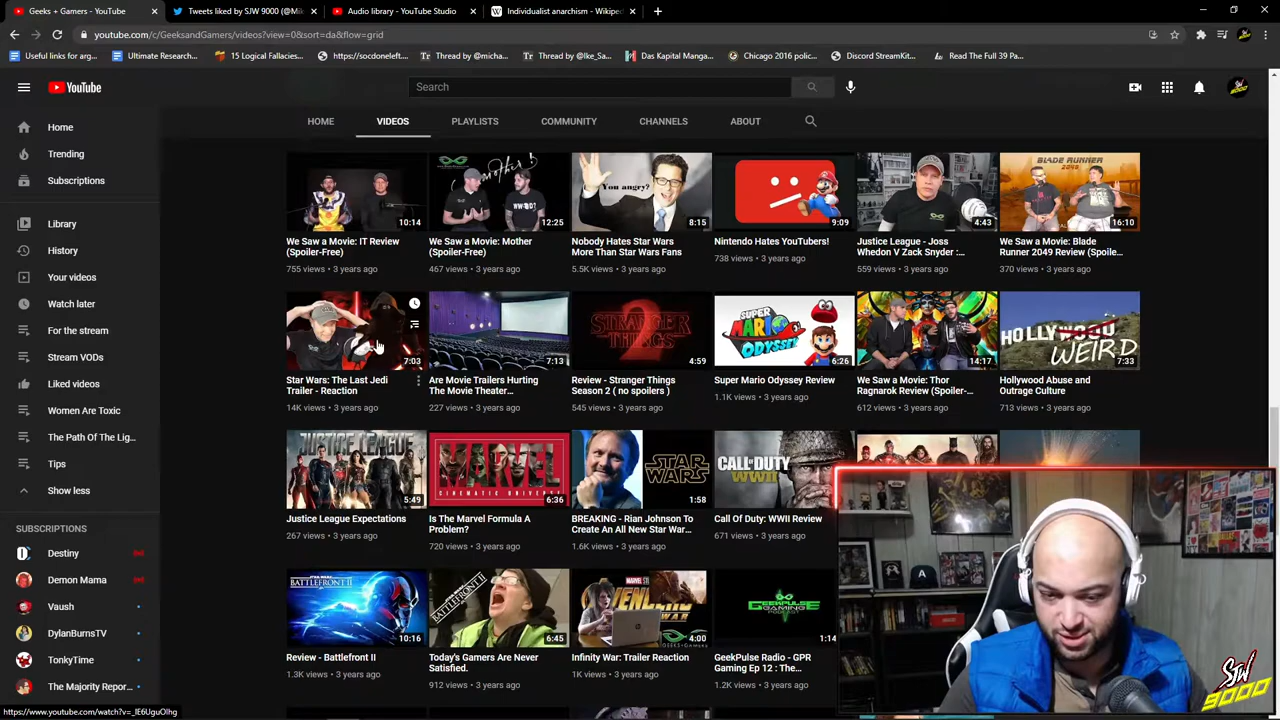 Geeks + Gamers - YouTube
Tweets liked by SJW 9000 (@Mik
Audio library - YouTube Studio
Individualist anarchism - Wikiped
youtube.com/c/GeeksandGamers/videos?view=0&sort=da&flow=grid
Useful links for arg...
Ultimate Research...
15 Logical Fallacies...
https://socdoneleft...
Thread by @micha...
Thread by @Ike_Sa...
Das Kapital Manga:...
Chicago 2016 polic...
Discord StreamKit...
Read The Full 39 Pa...
YouTube
Search
HOME
VIDEOS
PLAYLISTS
COMMUNITY
CHANNELS
ABOUT
Home
Trending
Subscriptions
Library
History
Your videos
Watch later
For the stream
Stream VODs
Liked videos
Women Are Toxic
The Path Of The Lig...
Tips
Show less
SUBSCRIPTIONS
Destiny
Demon Mama
Vaush
DylanBurnsTV
TonkyTime
The Majority Repor...
10:14
We Saw a Movie: IT Review
(Spoiler-Free)
755 views • 3 years ago
12:25
We Saw a Movie: Mother
(Spoiler-Free)
467 views • 3 years ago
You angry?
8:15
Nobody Hates Star Wars
More Than Star Wars Fans
5.5K views • 3 years ago
9:09
Nintendo Hates YouTubers!
738 views • 3 years ago
4:43
Justice League - Joss
Whedon V Zack Snyder :...
559 views • 3 years ago
BLADE RUNNER
2049
16:10
We Saw a Movie: Blade
Runner 2049 Review (Spoile...
370 views • 3 years ago
7:03
Star Wars: The Last Jedi
Trailer - Reaction
14K views • 3 years ago
7:13
Are Movie Trailers Hurting
The Movie Theater...
227 views • 3 years ago
STRANGER
THINGS
4:59
Review - Stranger Things
Season 2 ( no spoilers )
545 views • 3 years ago
SUPER
MARIO
ODYSSEY
6:26
Super Mario Odyssey Review
1.1K views • 3 years ago
14:17
We Saw a Movie: Thor
Ragnarok Review (Spoiler-...
612 views • 3 years ago
HOLLYWOOD
WEIRD
7:33
Hollywood Abuse and
Outrage Culture
713 views • 3 years ago
JUSTICE LEAGUE
5:49
Justice League Expectations
267 views • 3 years ago
MARVEL
CINEMATIC UNIVERSE
6:36
Is The Marvel Formula A
Problem?
720 views • 3 years ago
STAR
WARS
1:58
BREAKING - Rian Johnson To
Create An All New Star War...
1.6K views • 3 years ago
CALL OF DUTY
WWII
Call Of Duty: WWII Review
671 views • 3 years ago
BATTLEFRONT II
10:16
Review - Battlefront II
1.3K views • 3 years ago
BATTLEFRONT II
6:45
Today's Gamers Are Never
Satisfied.
912 views • 3 years ago
4:00
Infinity War: Trailer Reaction
1K views • 3 years ago
GEEKPULSE
GAMING
1:14
GeekPulse Radio - GPR
Gaming Ep 12 : The...
1.2K views • 3 years ago
SJW
9000
https://www.youtube.com/watch?v=_IE6UguOIhg